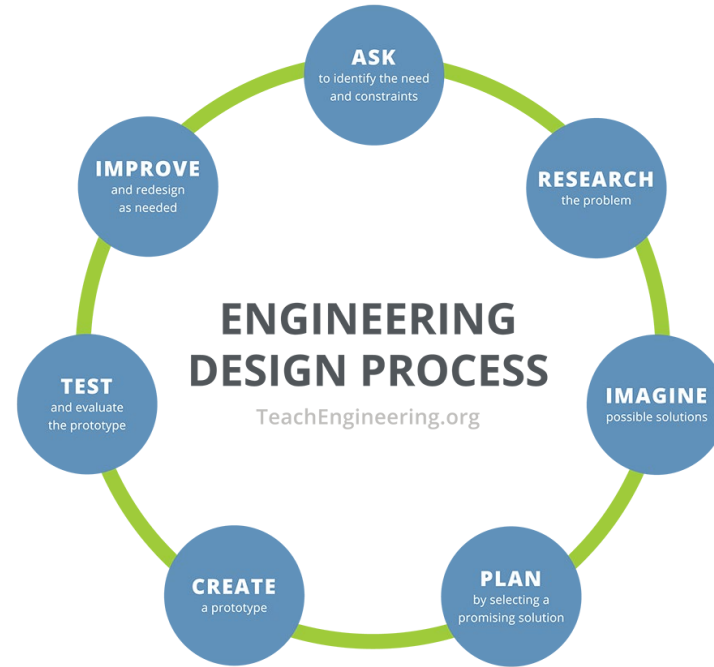 ENGINEERING
DESIGN PROCESS
TeachEngineering.org
ASK
to identify the need
and constraints
RESEARCH
the problem
IMAGINE
possible solutions
PLAN
by selecting a
promising solution
CREATE
a prototype
TEST
and evaluate
the prototype
IMPROVE
and redesign
as needed